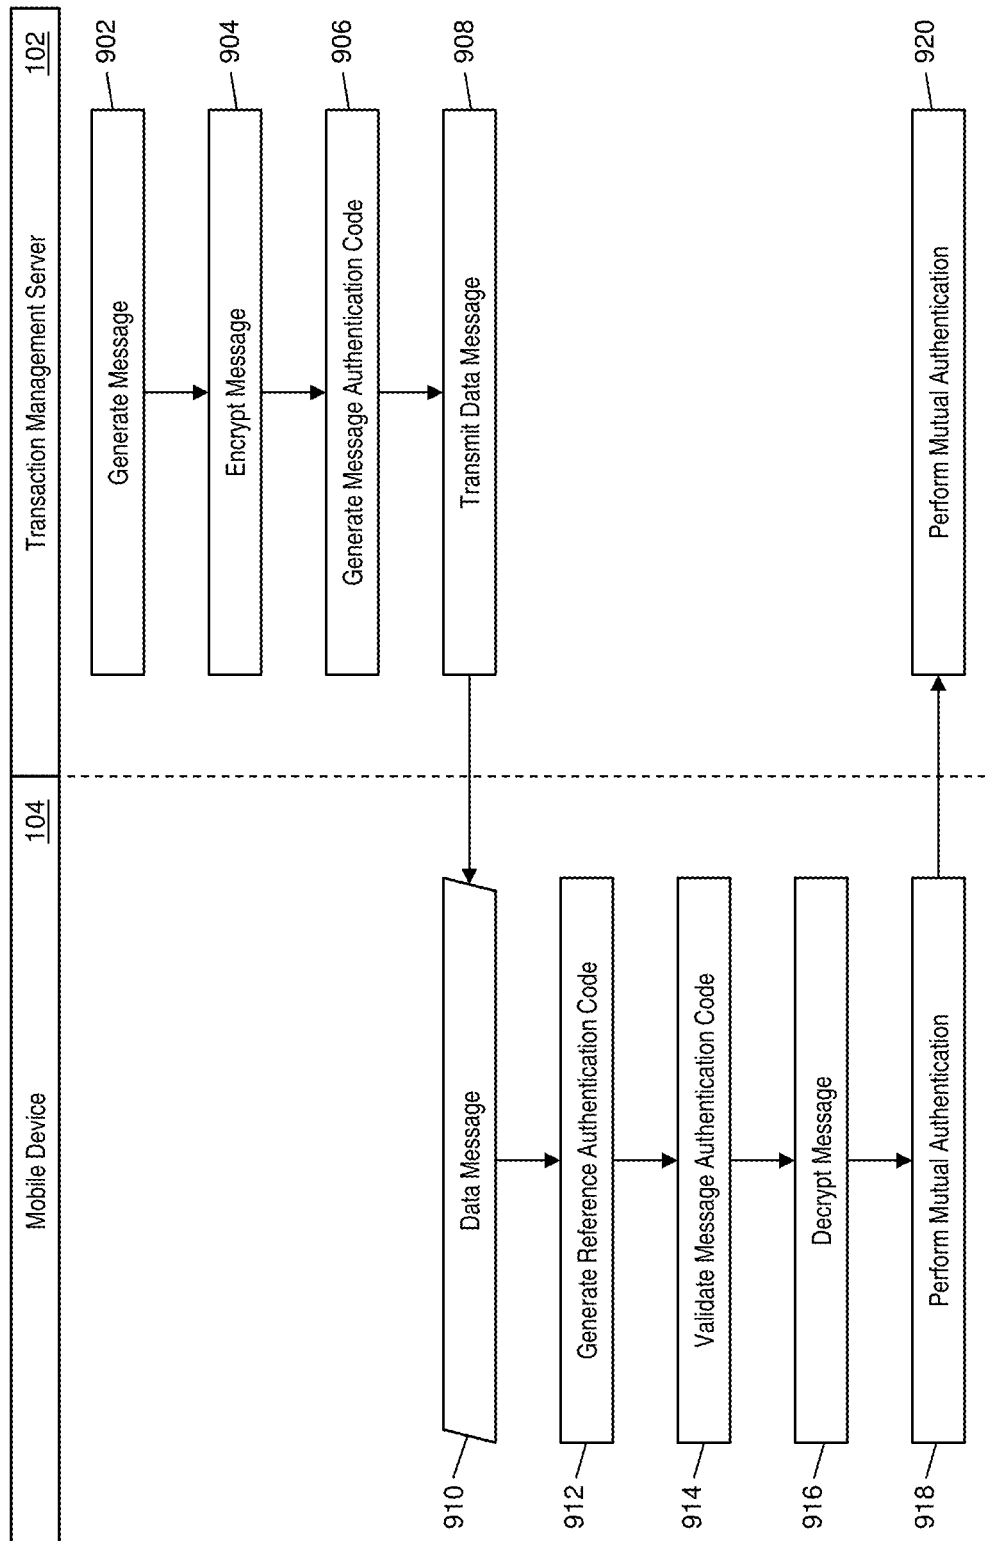 Mobile Device 104
Transaction Management Server 102
Generate Message
902
Encrypt Message
904
Generate Message Authentication Code
906
910
Data Message
Transmit Data Message
908
912
Generate Reference Authentication Code
914
Validate Message Authentication Code
916
Decrypt Message
918
Perform Mutual Authentication
Perform Mutual Authentication
920